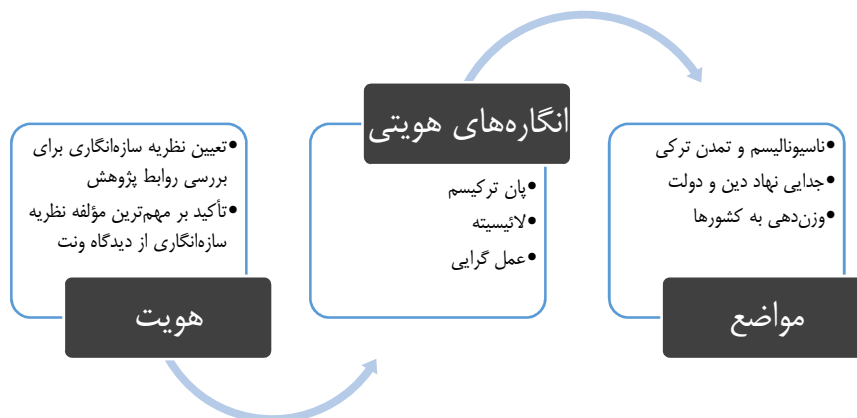 •تعیین نظریه سازه‌انگاری برای
بررسی روابط پژوهش
•تأکید بر مهم‌ترین مؤلفه نظریه
سازه‌انگاری از دیدگاه ونت
هویت
انگاره‌های هویتی
•پان ترکیسم
•لائیسیته
•عمل گرایی
•ناسیونالیسم و تمدن ترکی
•جدایی نهاد دین و دولت
•وزن‌دهی به کشورها
مواضع